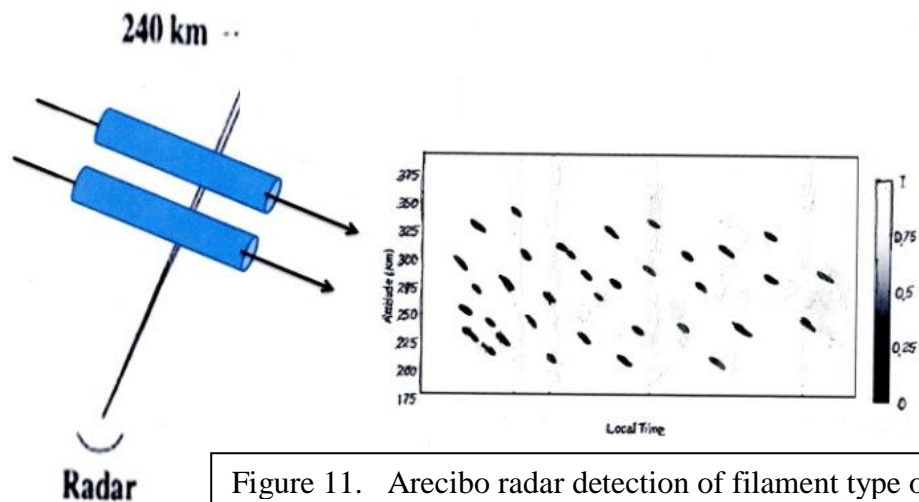 240 km ··
375
350
325
300
275
250
225
200
175
Altitude (km)
Local Time
1
0,75
0,5
0,25
0
Radar
Figure 11. Arecibo radar detection of filament type